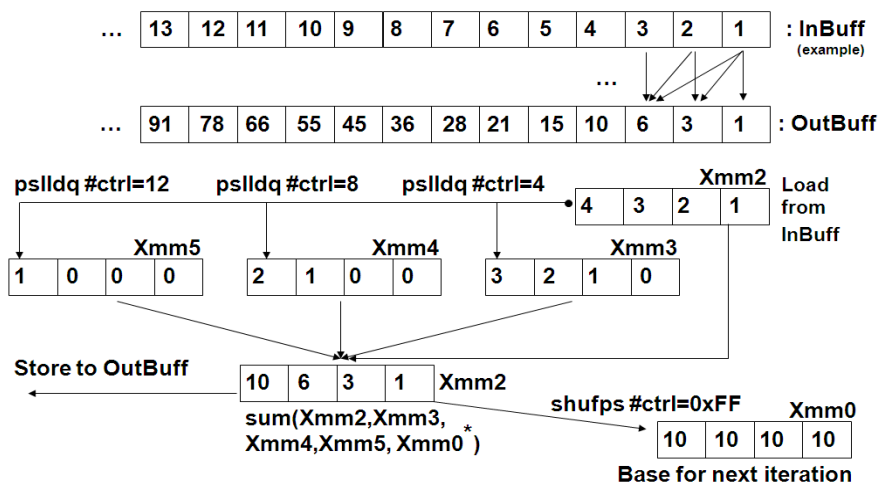 ... 13 12 11 10 9 8 7 6 5 4 3 2 1 : InBuff
(example)
...
... 91 78 66 55 45 36 28 21 15 10 6 3 1 : OutBuff
pslldq #ctrl=12 pslldq #ctrl=8 pslldq #ctrl=4
Xmm2
4 3 2 1
Load
from
InBuff
Xmm5
1 0 0 0
Xmm4
2 1 0 0
Xmm3
3 2 1 0
Store to OutBuff
10 6 3 1 Xmm2
sum(Xmm2,Xmm3,
Xmm4,Xmm5, Xmm0*)
shufps #ctrl=0xFF
Xmm0
10 10 10 10
Base for next iteration